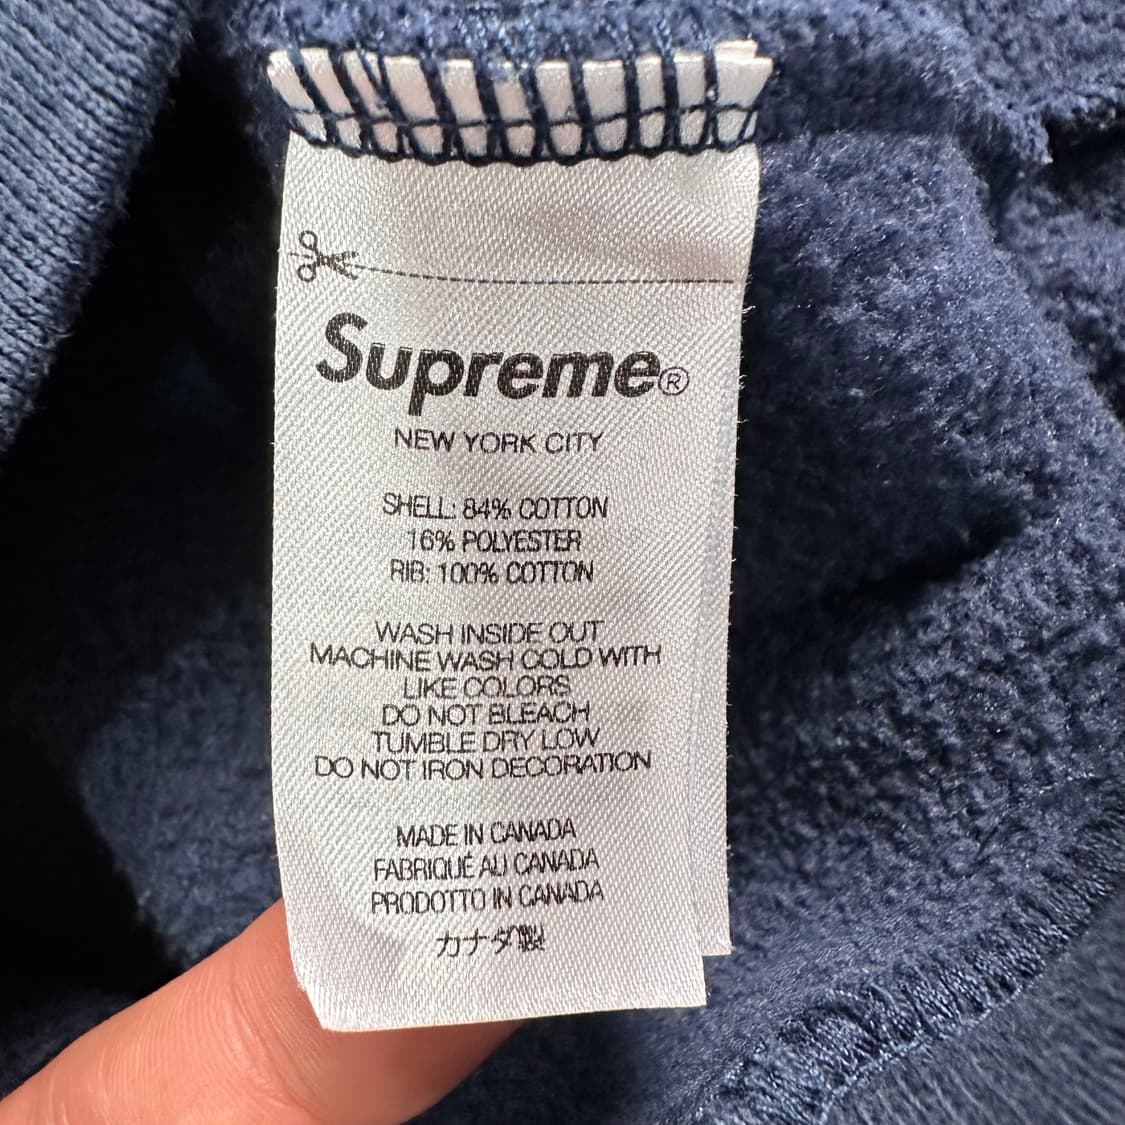 Supreme®
NEW YORK CITY
SHELL: 84% COTTON
16% POLYESTER
RIB: 100% COTTON
WASH INSIDE OUT
MACHINE WASH COLD WITH
LIKE COLORS
DO NOT BLEACH
TUMBLE DRY LOW
DO NOT IRON DECORATION
MADE IN CANADA
FABRIQUÉ AU CANADA
PRODOTTO IN CANADA
カナダ製